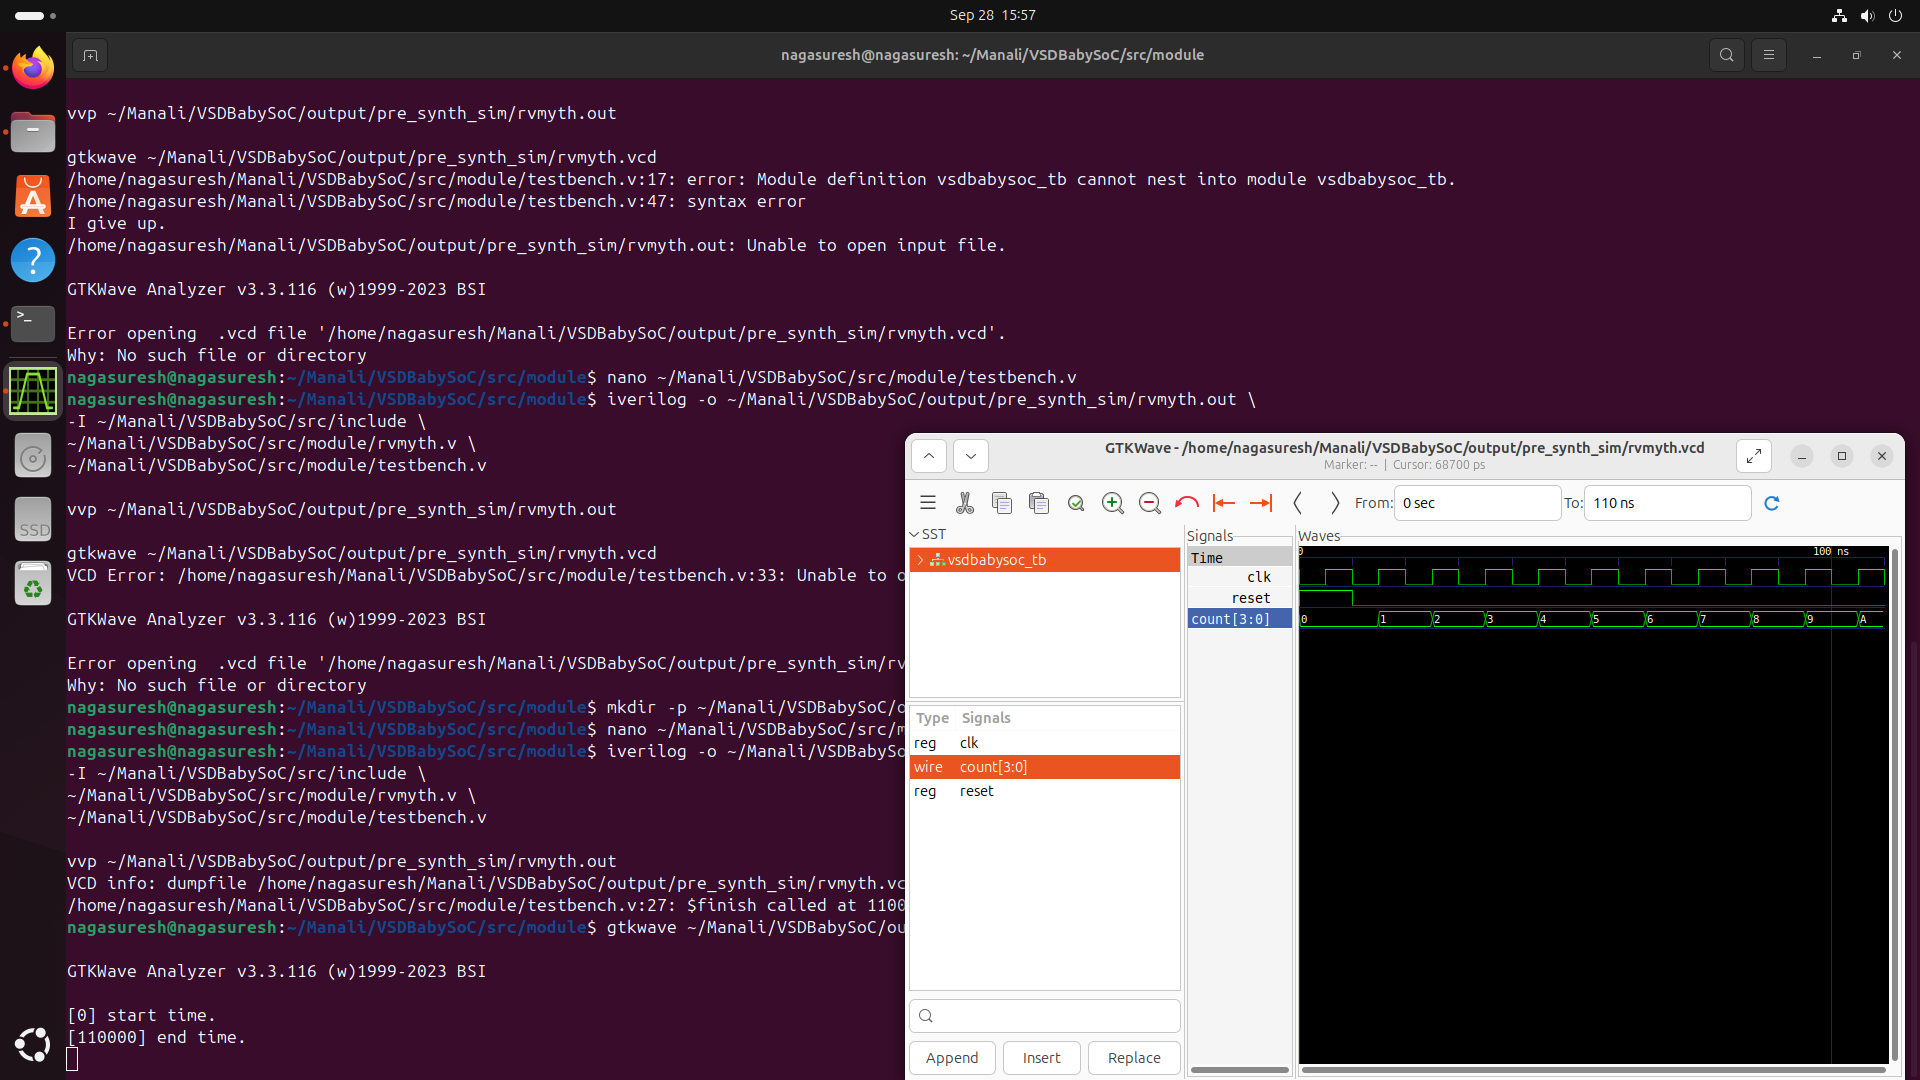 Sep 28 15:57
nagasuresh@nagasuresh: ~/Manali/VSDBabySoC/src/module
vvp ~/Manali/VSDBabySoC/output/pre_synth_sim/rvmyth.out
gtkwave ~/Manali/VSDBabySoC/output/pre_synth_sim/rvmyth.vcd
/home/nagasuresh/Manali/VSDBabySoC/src/module/testbench.v:17: error: Module definition vsdbabysoc_tb cannot nest into module vsdbabysoc_tb.
/home/nagasuresh/Manali/VSDBabySoC/src/module/testbench.v:47: syntax error
I give up.
/home/nagasuresh/Manali/VSDBabySoC/output/pre_synth_sim/rvmyth.out: Unable to open input file.
GTKWave Analyzer v3.3.116 (w)1999-2023 BSI
Error opening  .vcd file '/home/nagasuresh/Manali/VSDBabySoC/output/pre_synth_sim/rvmyth.vcd'.
Why: No such file or directory
nagasuresh@nagasuresh:~/Manali/VSDBabySoC/src/module$ nano ~/Manali/VSDBabySoC/src/module/testbench.v
nagasuresh@nagasuresh:~/Manali/VSDBabySoC/src/module$ iverilog -o ~/Manali/VSDBabySoC/output/pre_synth_sim/rvmyth.out \
-I ~/Manali/VSDBabySoC/src/include \
~/Manali/VSDBabySoC/src/module/rvmyth.v \
~/Manali/VSDBabySoC/src/module/testbench.v
vvp ~/Manali/VSDBabySoC/output/pre_synth_sim/rvmyth.out
gtkwave ~/Manali/VSDBabySoC/output/pre_synth_sim/rvmyth.vcd
VCD Error: /home/nagasuresh/Manali/VSDBabySoC/src/module/testbench.v:33: Unable to o
GTKWave Analyzer v3.3.116 (w)1999-2023 BSI
Error opening  .vcd file '/home/nagasuresh/Manali/VSDBabySoC/output/pre_synth_sim/rv
Why: No such file or directory
nagasuresh@nagasuresh:~/Manali/VSDBabySoC/src/module$ mkdir -p ~/Manali/VSDBabySoC/o
nagasuresh@nagasuresh:~/Manali/VSDBabySoC/src/module$ nano ~/Manali/VSDBabySoC/src/m
nagasuresh@nagasuresh:~/Manali/VSDBabySoC/src/module$ iverilog -o ~/Manali/VSDBabySo
-I ~/Manali/VSDBabySoC/src/include \
~/Manali/VSDBabySoC/src/module/rvmyth.v \
~/Manali/VSDBabySoC/src/module/testbench.v
vvp ~/Manali/VSDBabySoC/output/pre_synth_sim/rvmyth.out
VCD info: dumpfile /home/nagasuresh/Manali/VSDBabySoC/output/pre_synth_sim/rvmyth.vc
/home/nagasuresh/Manali/VSDBabySoC/src/module/testbench.v:27: $finish called at 1100
nagasuresh@nagasuresh:~/Manali/VSDBabySoC/src/module$ gtkwave ~/Manali/VSDBabySoC/ou
GTKWave Analyzer v3.3.116 (w)1999-2023 BSI
[0] start time.
[110000] end time.
GTKWave - /home/nagasuresh/Manali/VSDBabySoC/output/pre_synth_sim/rvmyth.vcd
Marker: -- | Cursor: 68700 ps
From: 0 sec To: 110 ns
SST
vsdbabysoc_tb
Type Signals
reg clk
wire count[3:0]
reg reset
Append Insert Replace
Signals
Time
clk
reset
count[3:0]
Waves
0 100 ns
0 1 2 3 4 5 6 7 8 9 A
>_
?
SSD